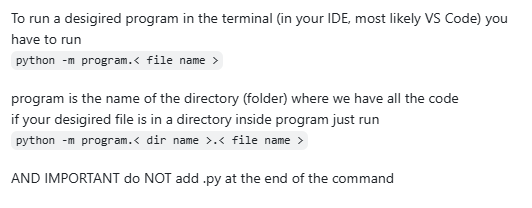 To run a desigired program in the terminal (in your IDE, most likely VS Code) you
have to run
python -m program.< file name >
program is the name of the directory (folder) where we have all the code
if your desigired file is in a directory inside program just run
python -m program.< dir name >.< file name >
AND IMPORTANT do NOT add .py at the end of the command